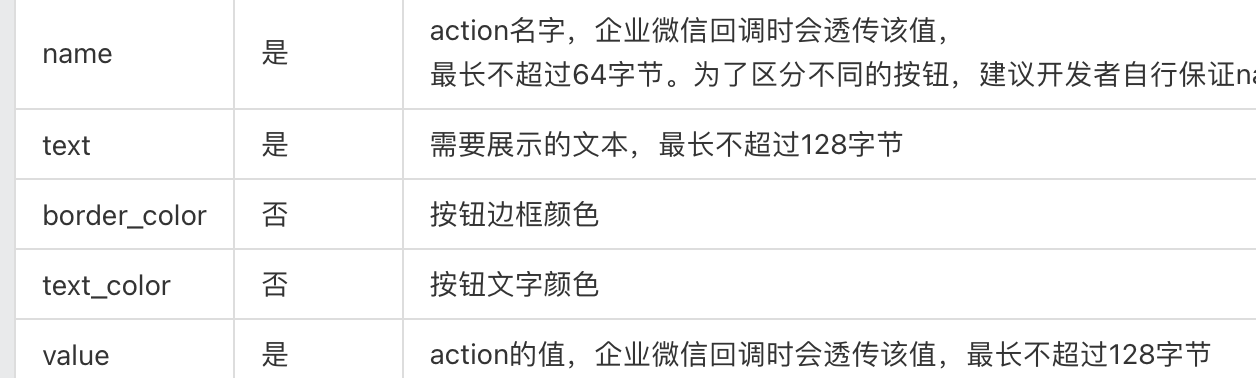 name 是 action名字，企业微信回调时会透传该值，
最长不超过64字节。为了区分不同的按钮，建议开发者自行保证na
text 是 需要展示的文本，最长不超过128字节
border_color 否 按钮边框颜色
text_color 否 按钮文字颜色
value 是 action的值，企业微信回调时会透传该值，最长不超过128字节